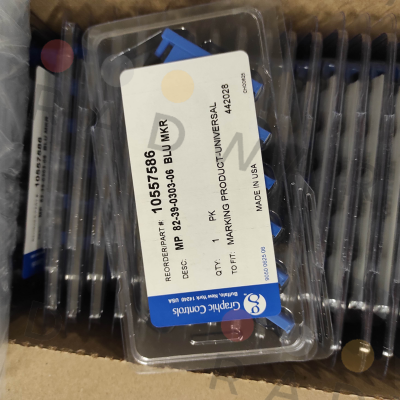 REORDER/PART #: 10557586
DESC: MP 82-39-0303-06 BLU MKR
QTY: 1 PK
TO FIT: MARKING PRODUCT-UNIVERSAL
442028
MADE IN USA
Graphic Controls
Buffalo, New York 14240 USA
10557586